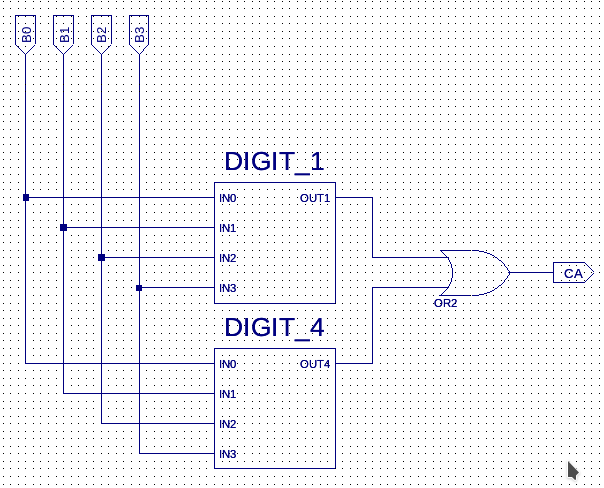 B0
B1
B2
B3
DIGIT_1
IN0
OUT1
IN1
IN2
IN3
OR2
CA
DIGIT_4
IN0
OUT4
IN1
IN2
IN3